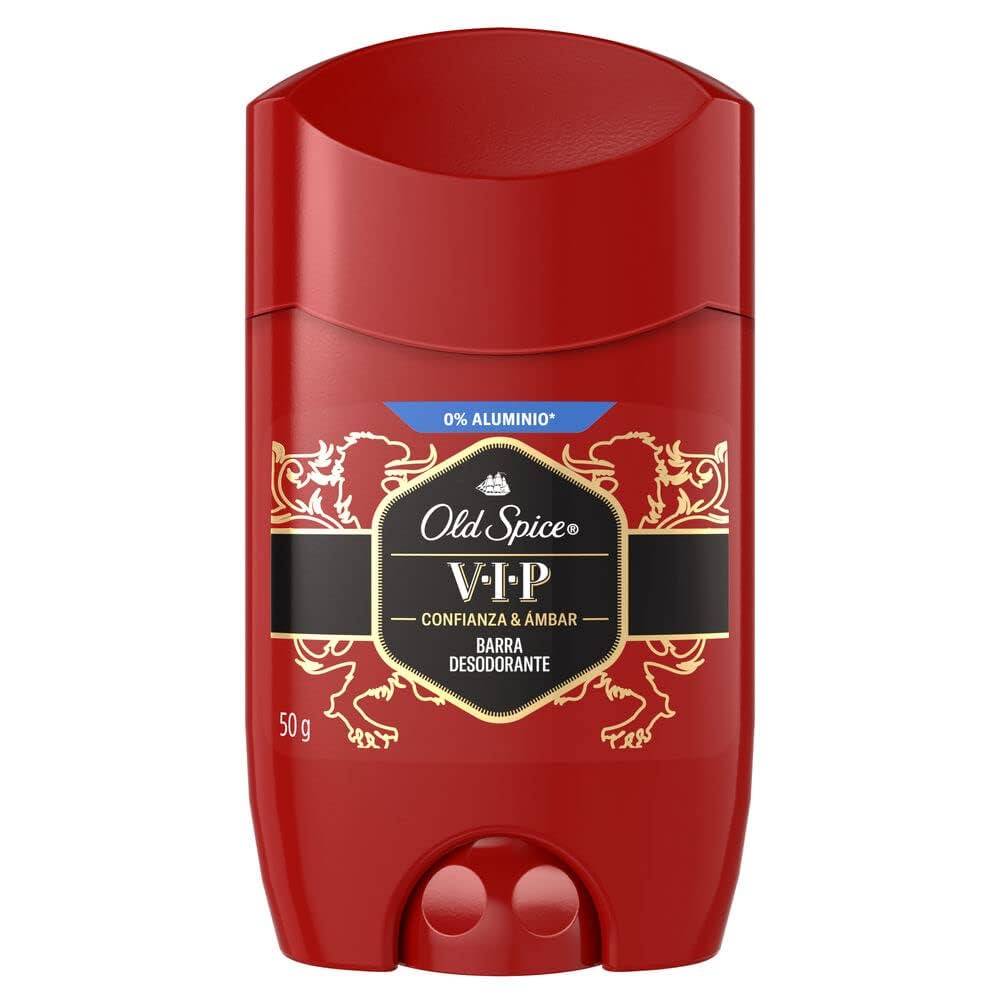 0% ALUMINIO*
Old Spice®
V·I·P
CONFIANZA & ÁMBAR
BARRA
DESODORANTE
50 g